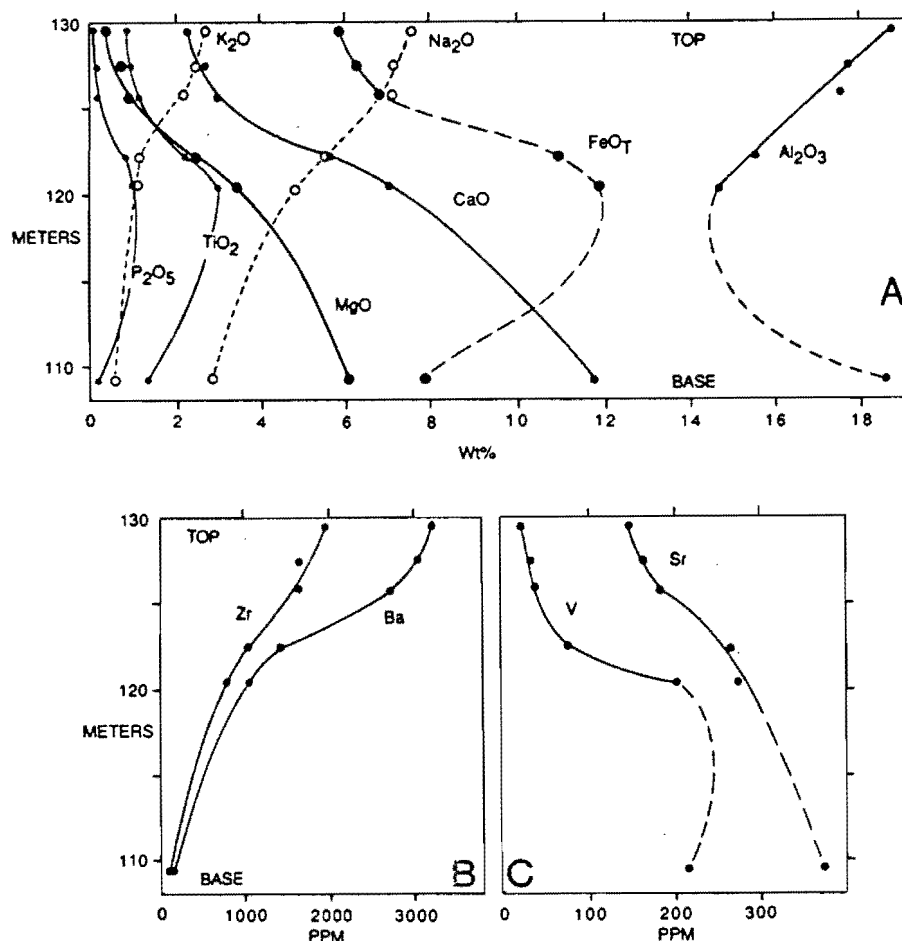 130
K₂O
Na₂O
TOP
FeO_T
Al₂O₃
120
CaO
METERS
TiO₂
P₂O₅
MgO
A
110
BASE
0 2 4 6 8 10 12 14 16 18
Wt%
130
TOP
Zr
Ba
Sr
V
120
METERS
110
BASE
B
C
0 1000 2000 3000
0 100 200 300
PPM
PPM